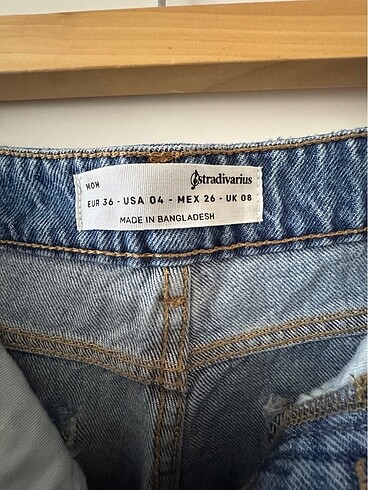 stradivarius
MOM
EUR 36 - USA 04 - MEX 26 - UK 08
MADE IN BANGLADESH